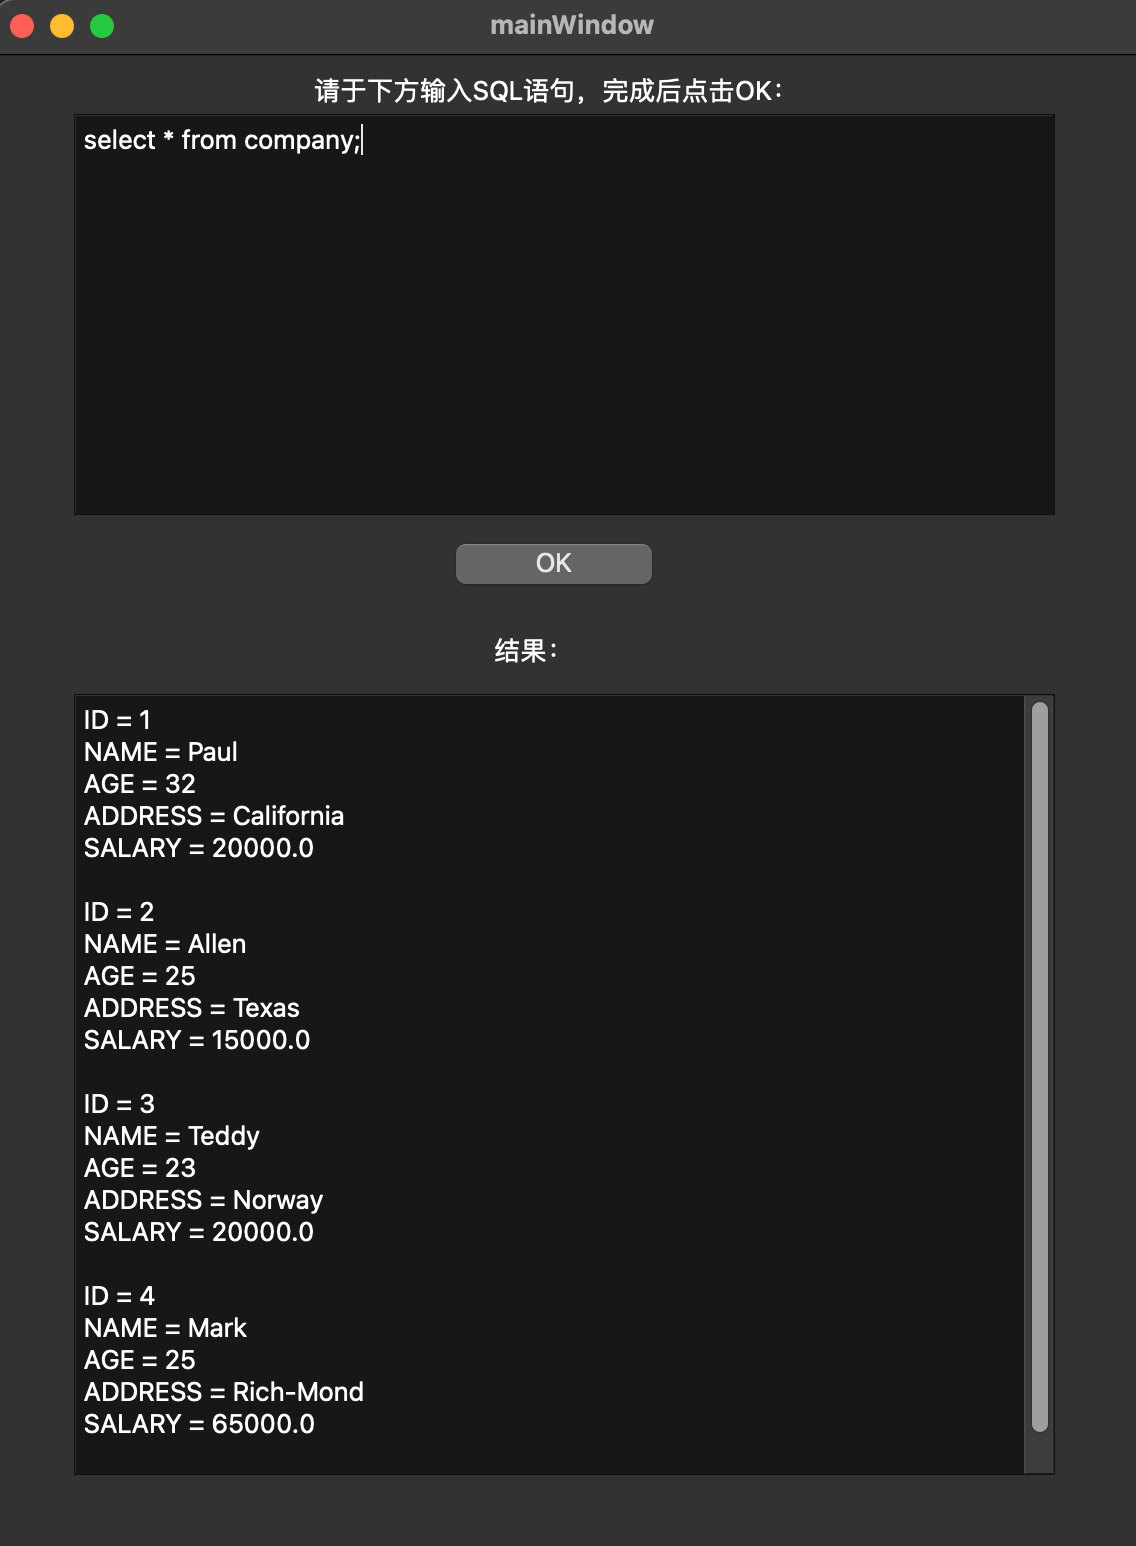 mainWindow
请于下方输入SQL语句，完成后点击OK：
select * from company;
OK
结果：
ID = 1
NAME = Paul
AGE = 32
ADDRESS = California
SALARY = 20000.0
ID = 2
NAME = Allen
AGE = 25
ADDRESS = Texas
SALARY = 15000.0
ID = 3
NAME = Teddy
AGE = 23
ADDRESS = Norway
SALARY = 20000.0
ID = 4
NAME = Mark
AGE = 25
ADDRESS = Rich-Mond
SALARY = 65000.0